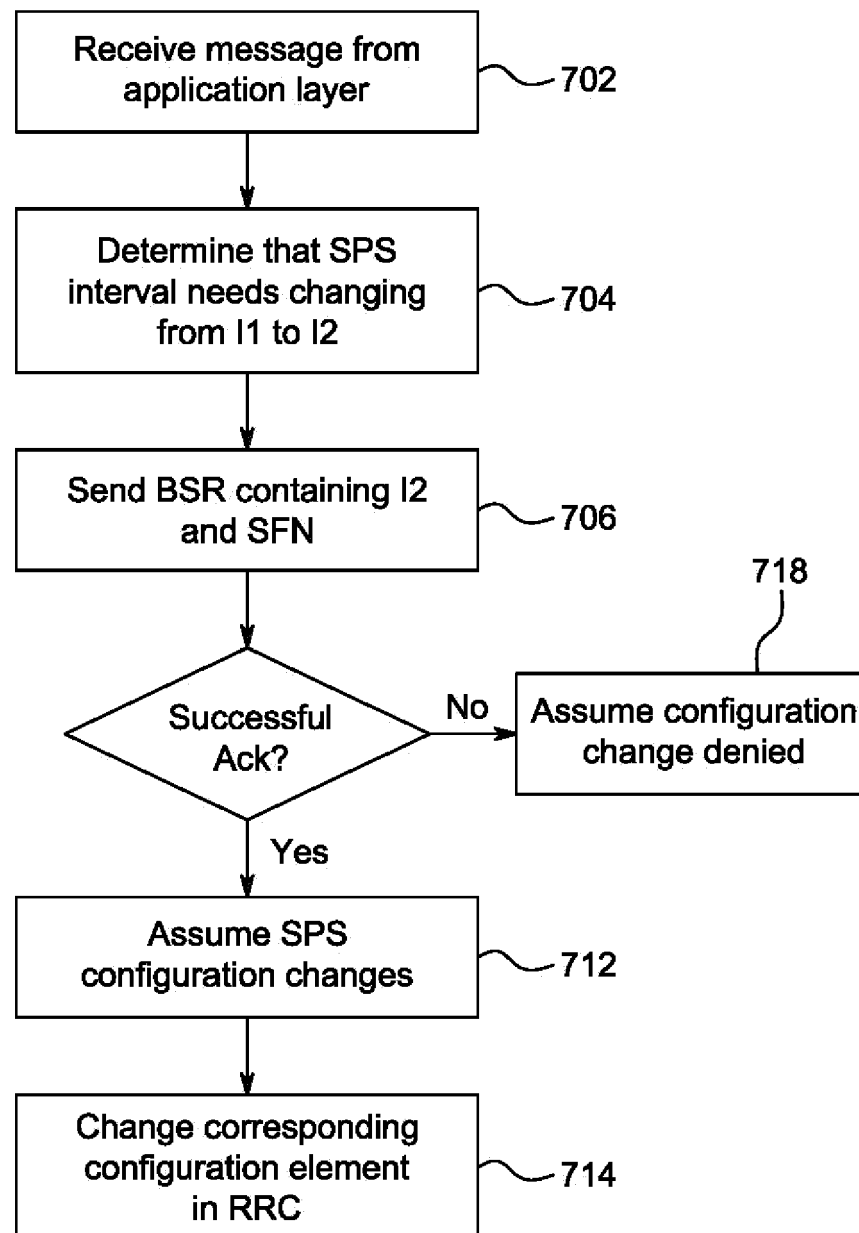 Receive message from
application layer
702
Determine that SPS
interval needs changing
from I1 to I2
704
Send BSR containing I2
and SFN
706
718
Successful
Ack?
No
Assume configuration
change denied
Yes
Assume SPS
configuration changes
712
Change corresponding
configuration element
in RRC
714